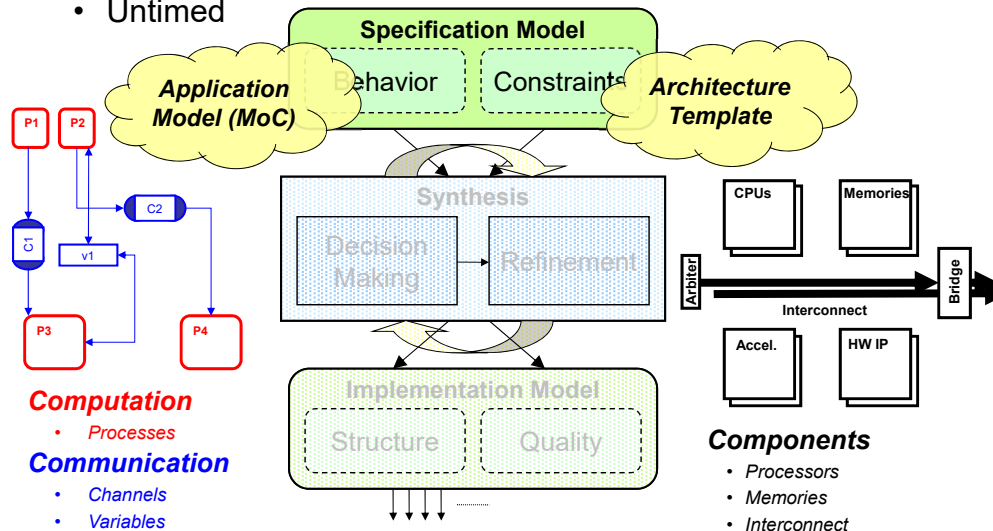 • Untimed
Specification Model
Behavior
Constraints
Application
Model (MoC)
Architecture
Template
P1
P2
C2
C1
v1
P3
P4
Synthesis
Decision
Making
Refinement
CPUs
Memories
Arbiter
Bridge
Interconnect
Accel.
HW IP
Implementation Model
Structure
Quality
Computation
• Processes
Communication
• Channels
• Variables
Components
• Processors
• Memories
• Interconnect